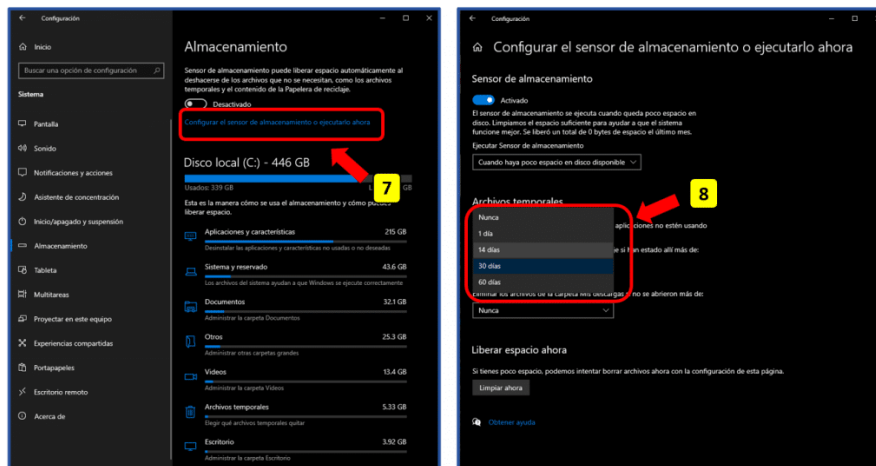 Configuración
Inicio
Buscar una opción de configuración
Sistema
Pantalla
Sonido
Notificaciones y acciones
Asistente de concentración
Inicio/apagado y suspensión
Almacenamiento
Tableta
Multitareas
Proyectar en este equipo
Experiencias compartidas
Portapapeles
Escritorio remoto
Acerca de
Almacenamiento
Sensor de almacenamiento puede liberar espacio automáticamente al
deshacerse de los archivos que no se necesitan, como los archivos
temporales y el contenido de la Papelera de reciclaje.
Desactivado
Configurar el sensor de almacenamiento o ejecutarlo ahora
7
Disco local (C:) - 446 GB
Usados: 339 GB
GB
Esta es la manera cómo se usa el almacenamiento y cómo puedes
liberar espacio.
Aplicaciones y características 215 GB
Desinstalar las aplicaciones y características no usadas o no deseadas
Sistema y reservado 43.6 GB
Los archivos del sistema ayudan a que Windows se ejecute correctamente
Documentos 32.1 GB
Administrar la carpeta Documentos
Otros 25.3 GB
Administrar otras carpetas grandes
Videos 13.4 GB
Administrar la carpeta Videos
Archivos temporales 5.33 GB
Elegir qué archivos temporales quitar
Escritorio 3.92 GB
Administrar la carpeta Escritorio
Configuración
Configurar el sensor de almacenamiento o ejecutarlo ahora
Sensor de almacenamiento
Activado
El sensor de almacenamiento se ejecuta cuando queda poco espacio en
disco. Limpiamos el espacio suficiente para ayudar a que el sistema
funcione mejor. Se liberó un total de 0 bytes de espacio el último mes.
Ejecutar Sensor de almacenamiento
Cuando haya poco espacio en disco disponible
8
Archivos temporales
Nunca
aplicaciones no estén usando
1 día
14 días
e si han estado allí más de:
30 días
60 días
Eliminar los archivos de la carpeta Mis descargas si no se abrieron más de:
Nunca
Liberar espacio ahora
Si tienes poco espacio, podemos intentar borrar archivos ahora con la configuración de esta página.
Limpiar ahora
Obtener ayuda